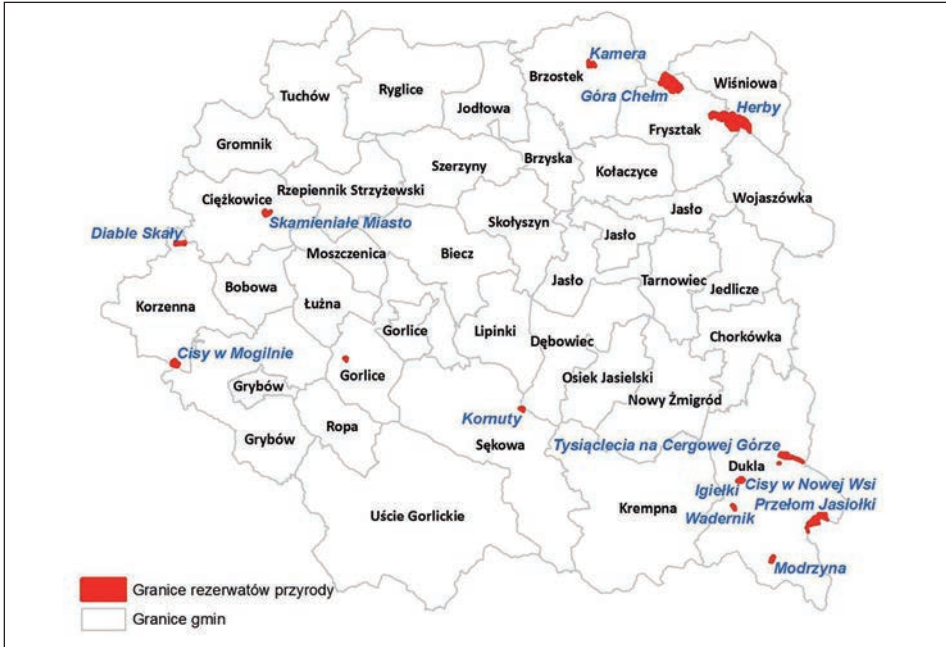 Kamera
Brzostek
Wiśniowa
Góra Chełm
Herby
Tuchów
Ryglice
Jodłowa
Frysztak
Gromnik
Szerzyny
Brzyska
Kołaczyce
Rzepiennik Strzyżewski
Ciężkowice
Wojaszówka
Skamieniałe Miasto
Skołyszyn
Jasło
Diable Skały
Jasło
Moszczenica
Biecz
Bobowa
Jasło
Tarnowiec
Jedlicze
Korzenna
Łużna
Gorlice
Lipinki
Dębowiec
Chorkówka
Cisy w Mogilnie
Gorlice
Osiek Jasielski
Grybów
Nowy Żmigród
Kornuty
Ropa
Grybów
Sękowa
Tysiąclecia na Cergowej Górze
Dukla
Igiełki
Cisy w Nowej Wsi
Przełom Jasiołki
Uście Gorlickie
Krempna
Wadernik
Modrzyna
Granice rezerwatów przyrody
Granice gmin